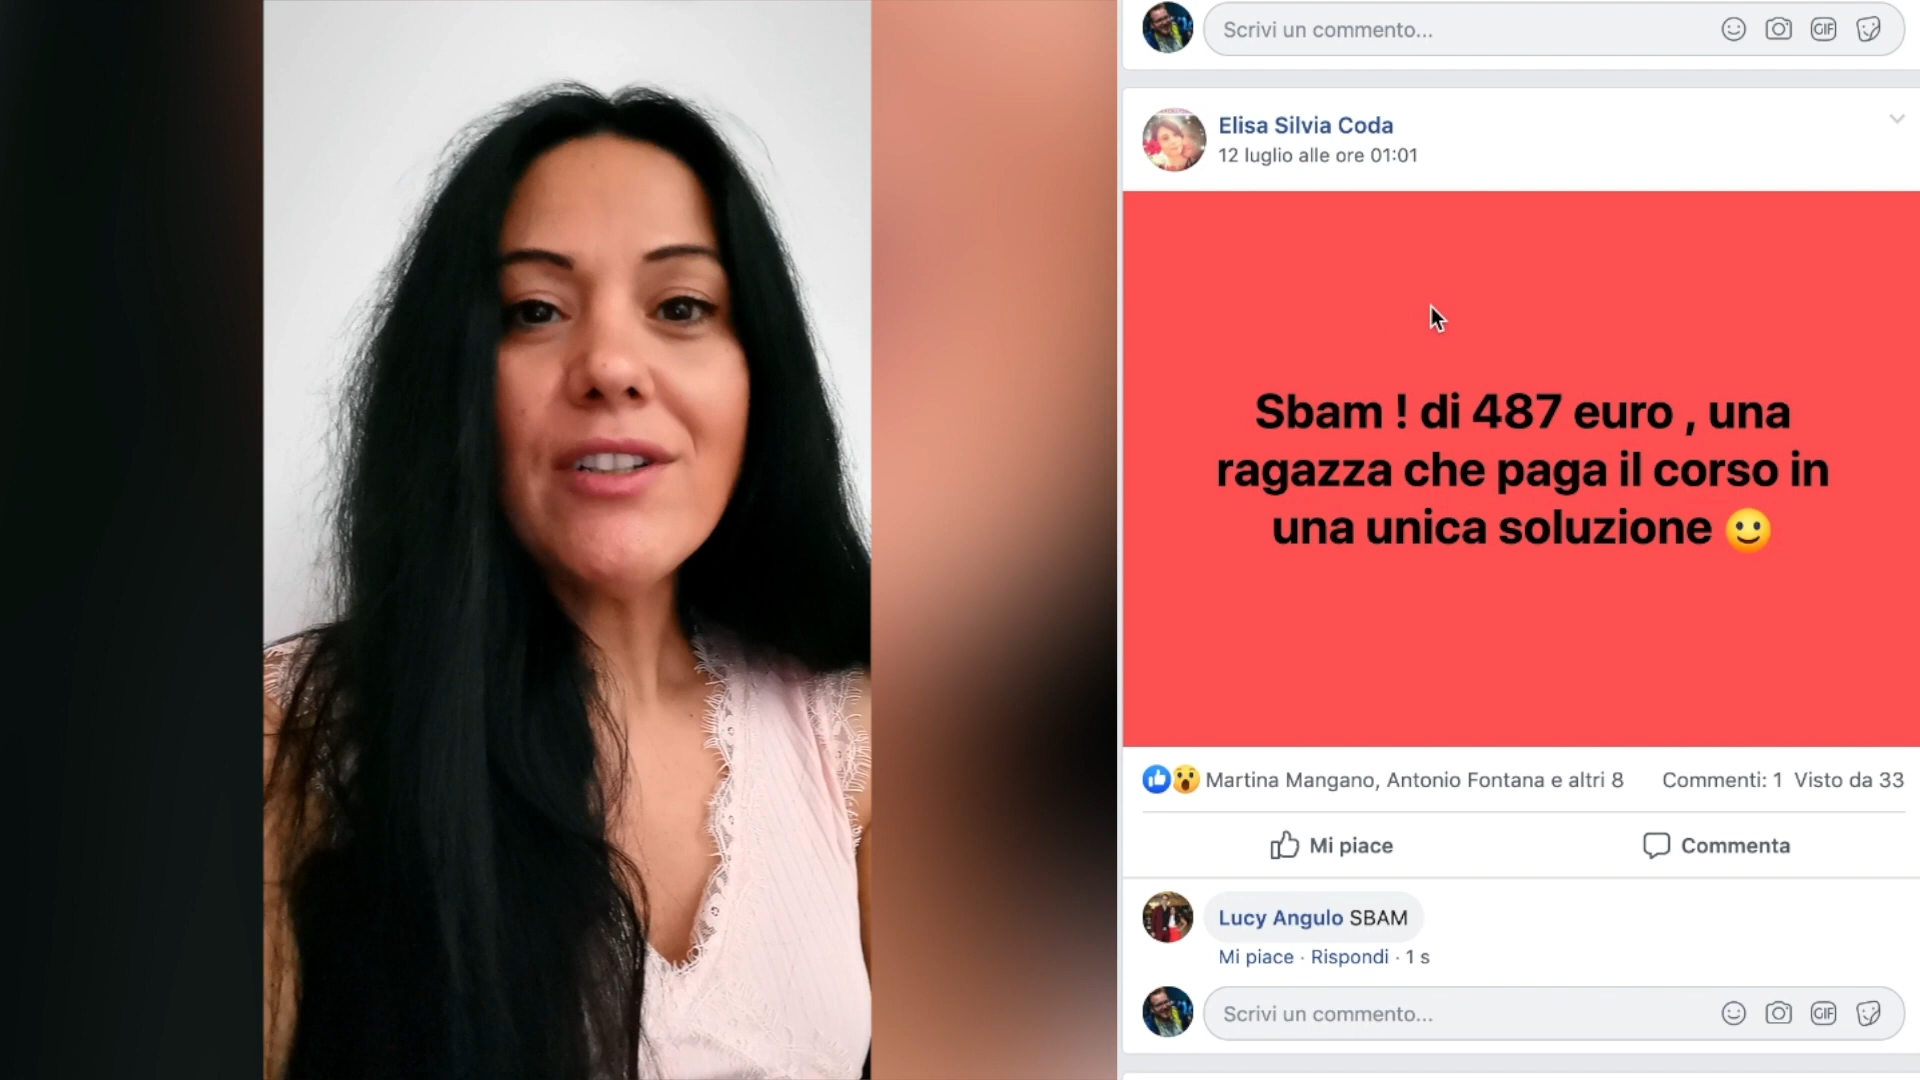 Scrivi un commento...
GIF
Elisa Silvia Coda
12 luglio alle ore 01:01
Sbam ! di 487 euro , una
ragazza che paga il corso in
una unica soluzione 🙂
Martina Mangano, Antonio Fontana e altri 8 Commenti: 1 Visto da 33
Mi piace Commenta
Lucy Angulo SBAM
Mi piace · Rispondi · 1 s
Scrivi un commento...
GIF